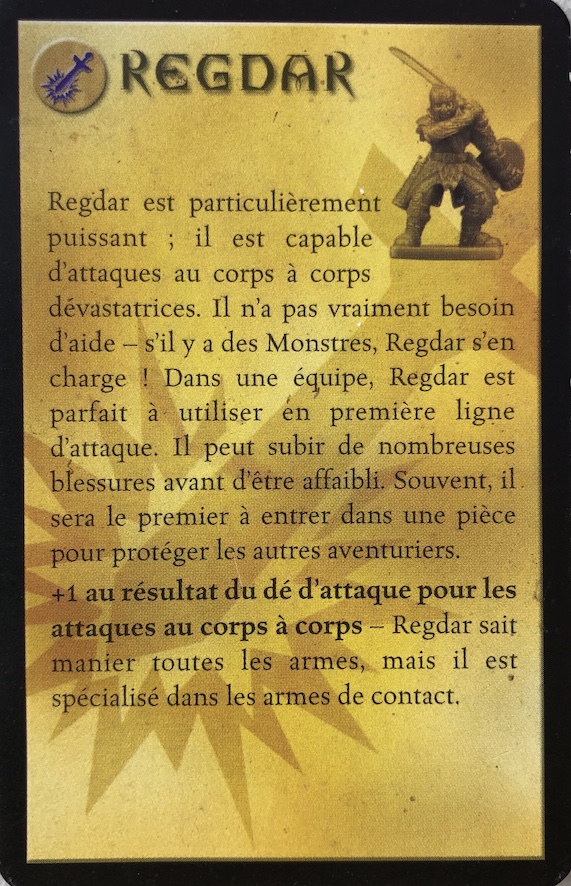 REGDAR
Regdar est particulièrement
puissant ; il est capable
d'attaques au corps à corps
dévastatrices. Il n'a pas vraiment besoin
d'aide – s'il y a des Monstres, Regdar s'en
charge ! Dans une équipe, Regdar est
parfait à utiliser en première ligne
d'attaque. Il peut subir de nombreuses
blessures avant d'être affaibli. Souvent, il
sera le premier à entrer dans une pièce
pour protéger les autres aventuriers.
+1 au résultat du dé d'attaque pour les
attaques au corps à corps – Regdar sait
manier toutes les armes, mais il est
spécialisé dans les armes de contact.